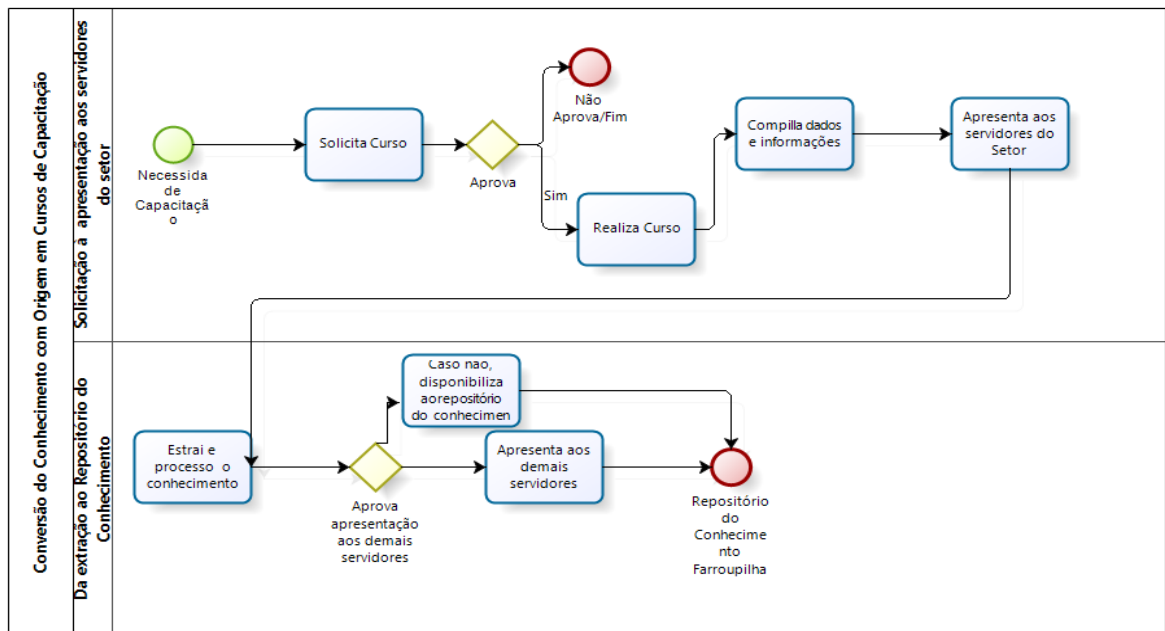 Conversão do Conhecimento com Origem em Cursos de Capacitação
Solicitação à apresentação aos servidores
do setor
Necessida
de de
Capacitaçã
o
Solicita Curso
Aprova
Não
Aprova/Fim
Sim
Realiza Curso
Compilla dados
e informações
Apresenta aos
servidores do
Setor
Da extração ao Repositório do
Conhecimento
Estrai e
processo o
conhecimento
Aprova
apresentação
aos demais
servidores
Caso não,
disponibiliza
aorepositório
do conhecimen
Apresenta aos
demais
servidores
Repositório
do
Conhecime
nto
Farroupilha